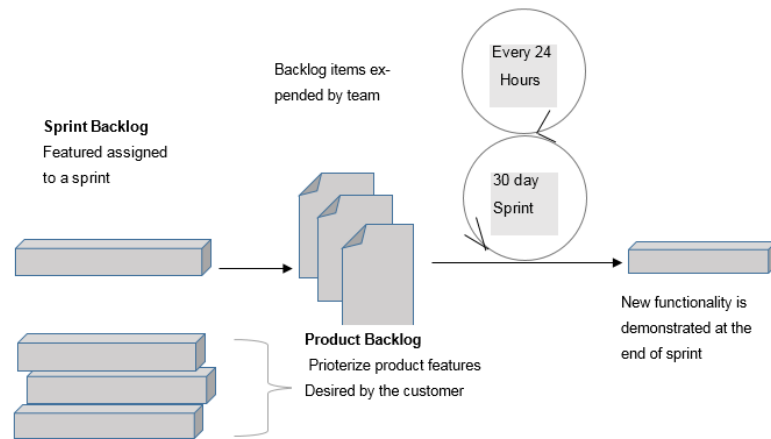 Every 24
Hours
Backlog items ex-
pended by team
Sprint Backlog
Featured assigned
to a sprint
30 day
Sprint
New functionality is
demonstrated at the
end of sprint
Product Backlog
Prioterize product features
Desired by the customer